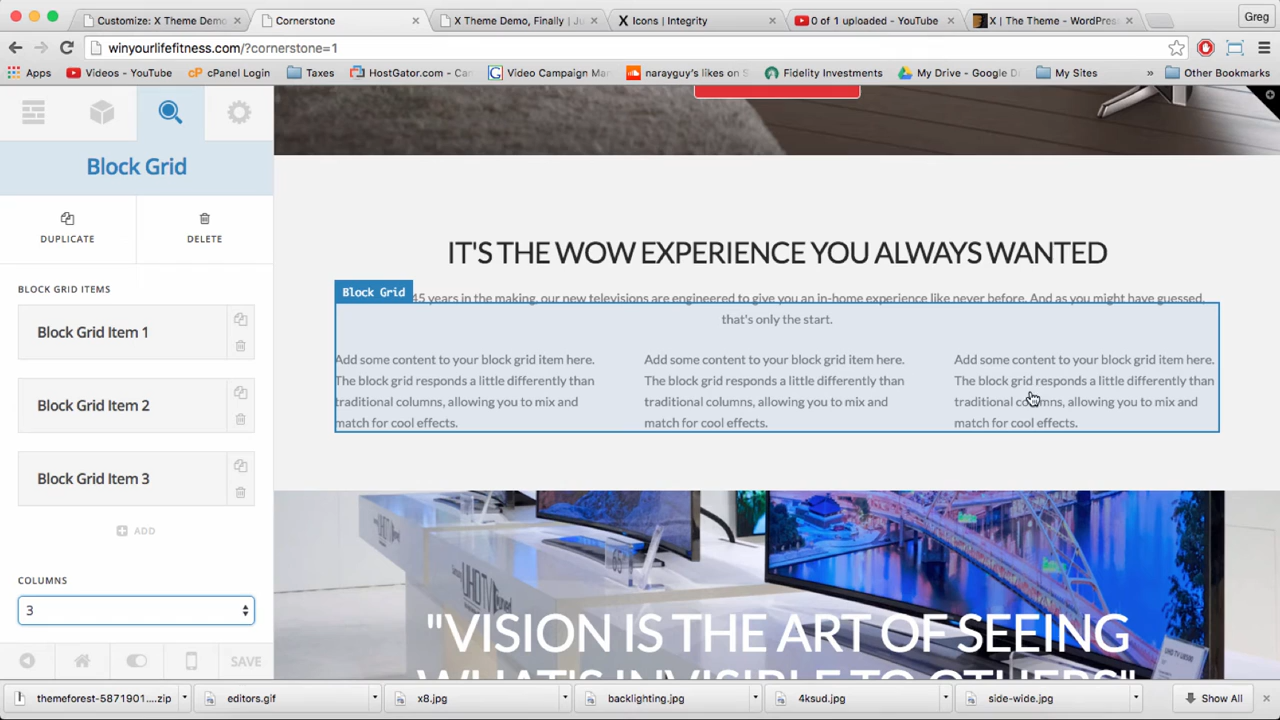 Customize: X Theme Demo
Cornerstone
X Theme Demo, Finally | Ju
Icons | Integrity
0 of 1 uploaded - YouTube
X | The Theme - WordPres
Greg
winyourlifefitness.com/?cornerstone=1
Apps
Videos - YouTube
cPanel Login
Taxes
HostGator.com - Can
Video Campaign Man
narayguy's likes on S
Fidelity Investments
My Drive - Google D
My Sites
»
Other Bookmarks
Block Grid
DUPLICATE
DELETE
BLOCK GRID ITEMS
Block Grid Item 1
Block Grid Item 2
Block Grid Item 3
ADD
COLUMNS
3
SAVE
IT'S THE WOW EXPERIENCE YOU ALWAYS WANTED
Block Grid
45 years in the making, our new televisions are engineered to give you an in-home experience like never before. And as you might have guessed,
that's only the start.
Add some content to your block grid item here.
The block grid responds a little differently than
traditional columns, allowing you to mix and
match for cool effects.
Add some content to your block grid item here.
The block grid responds a little differently than
traditional columns, allowing you to mix and
match for cool effects.
Add some content to your block grid item here.
The block grid responds a little differently than
traditional columns, allowing you to mix and
match for cool effects.
"VISION IS THE ART OF SEEING
WHAT'S INVISIBLE TO OTHERS"
themeforest-5871901....zip
editors.gif
x8.jpg
backlighting.jpg
4ksud.jpg
side-wide.jpg
Show All